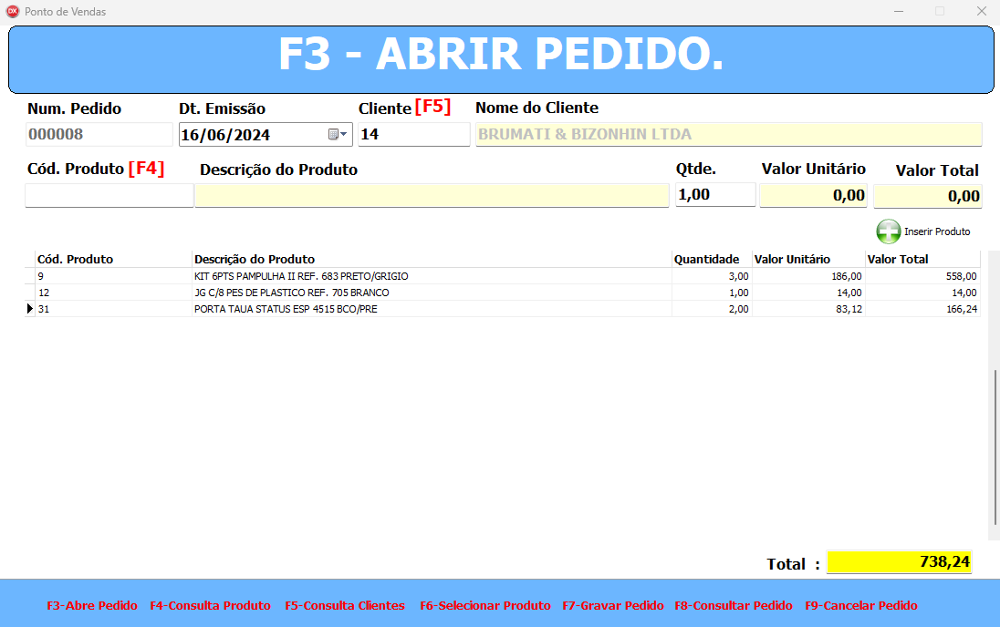 DX Ponto de Vendas
F3 - ABRIR PEDIDO.
Num. Pedido Dt. Emissão Cliente [F5] Nome do Cliente
000008 16/06/2024 14 BRUMATI & BIZONHIN LTDA
Cód. Produto [F4] Descrição do Produto Qtde. Valor Unitário Valor Total
1,00 0,00 0,00
Inserir Produto
Cód. Produto Descrição do Produto Quantidade Valor Unitário Valor Total
9 KIT 6PTS PAMPULHA II REF. 683 PRETO/GRIGIO 3,00 186,00 558,00
12 JG C/8 PES DE PLASTICO REF. 705 BRANCO 1,00 14,00 14,00
31 PORTA TAUA STATUS ESP 4515 BCO/PRE 2,00 83,12 166,24
Total : 738,24
F3-Abre Pedido F4-Consulta Produto F5-Consulta Clientes F6-Selecionar Produto F7-Gravar Pedido F8-Consultar Pedido F9-Cancelar Pedido